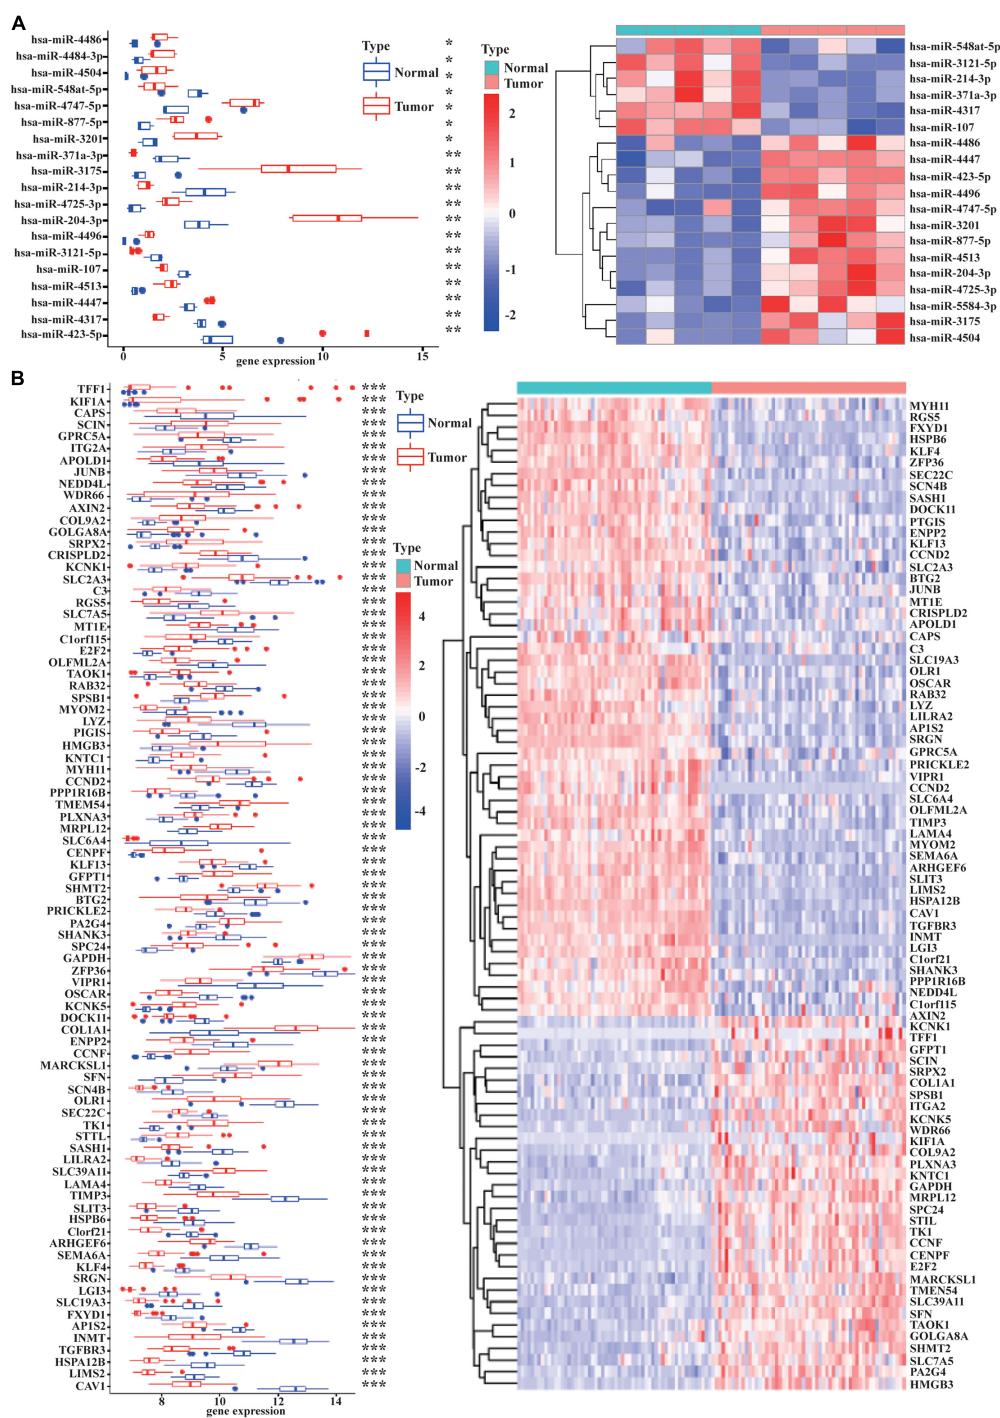 A
hsa-miR-4486
hsa-miR-4484-3p
hsa-miR-4504
hsa-miR-548at-5p
hsa-miR-4747-5p
hsa-miR-877-5p
hsa-miR-3201
hsa-miR-371a-3p
hsa-miR-3175
hsa-miR-214-3p
hsa-miR-4725-3p
hsa-miR-204-3p
hsa-miR-4496
hsa-miR-3121-5p
hsa-miR-107
hsa-miR-4513
hsa-miR-4447
hsa-miR-4317
hsa-miR-423-5p
*
*
*
*
*
*
*
**
**
**
**
**
**
**
**
**
**
**
**
0 5 10 15
gene expression
Type
Normal
Tumor
Type
Normal
Tumor
2
1
0
-1
-2
hsa-miR-548at-5p
hsa-miR-3121-5p
hsa-miR-214-3p
hsa-miR-371a-3p
hsa-miR-4317
hsa-miR-107
hsa-miR-4486
hsa-miR-4447
hsa-miR-423-5p
hsa-miR-4496
hsa-miR-4747-5p
hsa-miR-3201
hsa-miR-877-5p
hsa-miR-4513
hsa-miR-204-3p
hsa-miR-4725-3p
hsa-miR-5584-3p
hsa-miR-3175
hsa-miR-4504
B
TFF1 ***
KIF1A ***
CAPS ***
SCIN ***
GPRC5A ***
ITG2A ***
APOLD1 ***
JUNB ***
NEDD4L ***
WDR66 ***
AXIN2 ***
COL9A2 ***
GOLGA8A ***
SRPX2 ***
CRISPLD2 ***
KCNK1 ***
SLC2A3 ***
C3 ***
RGS5 ***
SLC7A5 ***
MT1E ***
C1orf115 ***
E2F2 ***
OLFML2A ***
TAOK1 ***
RAB32 ***
SPSB1 ***
MYOM2 ***
LYZ ***
PIGIS ***
HMGB3 ***
KNTC1 ***
MYH11 ***
CCND2 ***
PPP1R16B ***
TMEM54 ***
PLXNA3 ***
MRPL12 ***
SLC6A4 ***
CENPF ***
KLF13 ***
GFPT1 ***
SHMT2 ***
BTG2 ***
PRICKLE2 ***
PA2G4 ***
SHANK3 ***
SPC24 ***
GAPDH ***
ZFP36 ***
VIPR1 ***
OSCAR ***
KCNK5 ***
DOCK11 ***
COL1A1 ***
ENPP2 ***
CCNF ***
MARCKSL1 ***
SFN ***
SCN4B ***
OLR1 ***
SEC22C ***
TK1 ***
STTL ***
SASH1 ***
LILRA2 ***
SLC39A11 ***
LAMA4 ***
TIMP3 ***
SLIT3 ***
HSPB6 ***
Clorf21 ***
ARHGEF6 ***
SEMA6A ***
KLF4 ***
SRGN ***
LGI3 ***
SLC19A3 ***
FXYD1 ***
AP1S2 ***
INMT ***
TGFBR3 ***
HSPA12B ***
LIMS2 ***
CAV1 ***
8 10 12 14
gene expression
Type
Normal
Tumor
Type
Normal
Tumor
4
2
0
-2
-4
MYH11
RGS5
FXYD1
HSPB6
KLF4
ZFP36
SEC22C
SCN4B
SASH1
DOCK11
PTGIS
ENPP2
KLF13
CCND2
SLC2A3
BTG2
JUNB
MT1E
CRISPLD2
APOLD1
CAPS
C3
SLC19A3
OLR1
OSCAR
RAB32
LYZ
LILRA2
AP1S2
SRGN
GPRC5A
PRICKLE2
VIPR1
CCND2
SLC6A4
OLFML2A
TIMP3
LAMA4
MYOM2
SEMA6A
ARHGEF6
SLIT3
LIMS2
HSPA12B
CAV1
TGFBR3
INMT
LGI3
C1orf21
SHANK3
PPP1R16B
NEDD4L
C1orf115
AXIN2
KCNK1
TFF1
GFPT1
SCIN
SRPX2
COL1A1
SPSB1
ITGA2
KCNK5
WDR66
KIF1A
COL9A2
PLXNA3
KNTC1
GAPDH
MRPL12
SPC24
STIL
TK1
CCNF
CENPF
E2F2
MARCKSL1
TMEN54
SLC39A11
SFN
TAOK1
GOLGA8A
SHMT2
SLC7A5
PA2G4
HMGB3